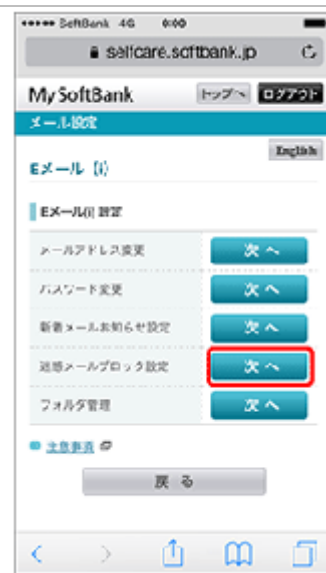 SoftBank 4G 0:00
selfcare.softbank.jp
My SoftBank トップへ ログアウト
メール設定
English
Eメール (i)
Eメール(i) 設定
メールアドレス変更 次へ
パスワード変更 次へ
新着メールお知らせ設定 次へ
迷惑メールブロック設定 次へ
フォルダ管理 次へ
主意事項
戻る